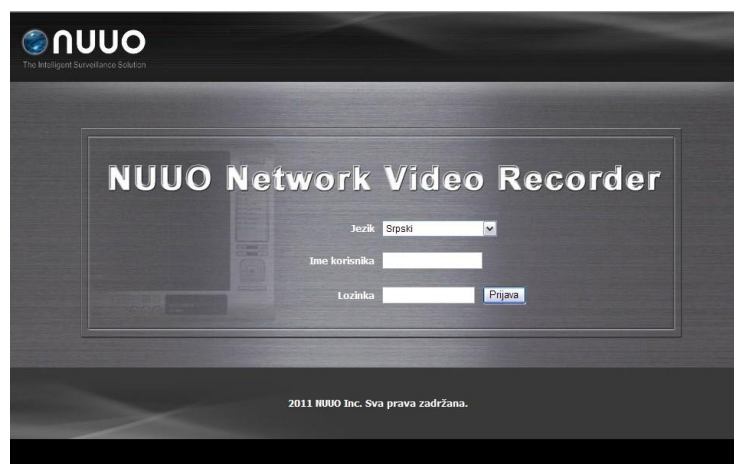 nuuo
The Intelligent Surveillance Solution
NUUO Network Video Recorder
Jezik Srpski
Ime korisnika
Lozinka Prijava
2011 NUUO Inc. Sva prava zadržana.